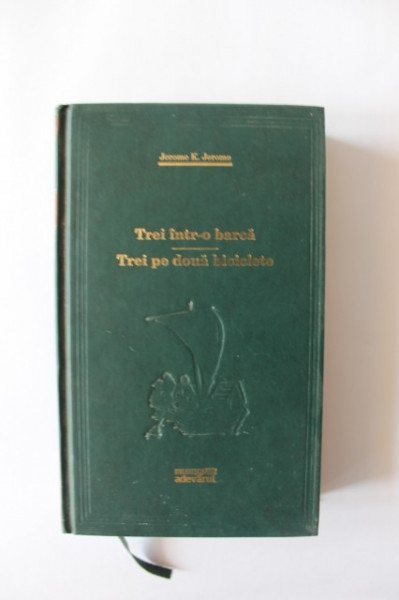 Jerome K. Jerome
Trei într-o barcă
Trei pe două biciclete
adevărul